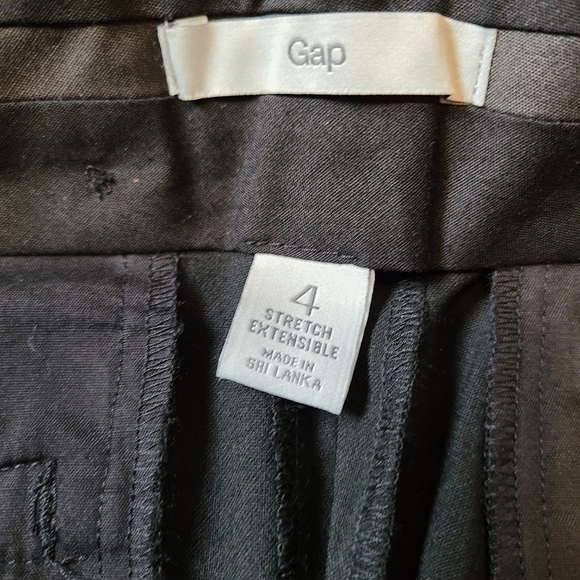 Gap
4
STRETCH
EXTENSIBLE
MADE IN
SRI LANKA